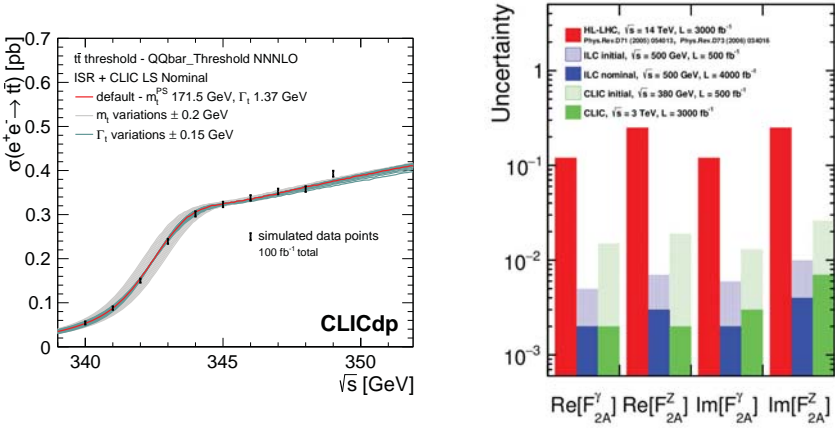 0.7
0.6
0.5
0.4
0.3
0.2
0.1
0
σ(e⁺e⁻→ tt̄) [pb]
tt̄ threshold - QQbar_Threshold NNNLO
ISR + CLIC LS Nominal
default - mₜᴾˢ 171.5 GeV, Γₜ 1.37 GeV
mₜ variations ± 0.2 GeV
Γₜ variations ± 0.15 GeV
simulated data points
100 fb⁻¹ total
CLICdp
340
345
350
√s [GeV]
Uncertainty
1
10⁻¹
10⁻²
10⁻³
HL-LHC, √s = 14 TeV, L = 3000 fb⁻¹
Phys.Rev.D71 (2005) 054013, Phys.Rev.D73 (2006) 034016
ILC initial, √s = 500 GeV, L = 500 fb⁻¹
ILC nominal, √s = 500 GeV, L = 4000 fb⁻¹
CLIC initial, √s = 380 GeV, L = 500 fb⁻¹
CLIC, √s = 3 TeV, L = 3000 fb⁻¹
Re[F^γ_2A] Re[F^Z_2A] Im[F^γ_2A] Im[F^Z_2A]